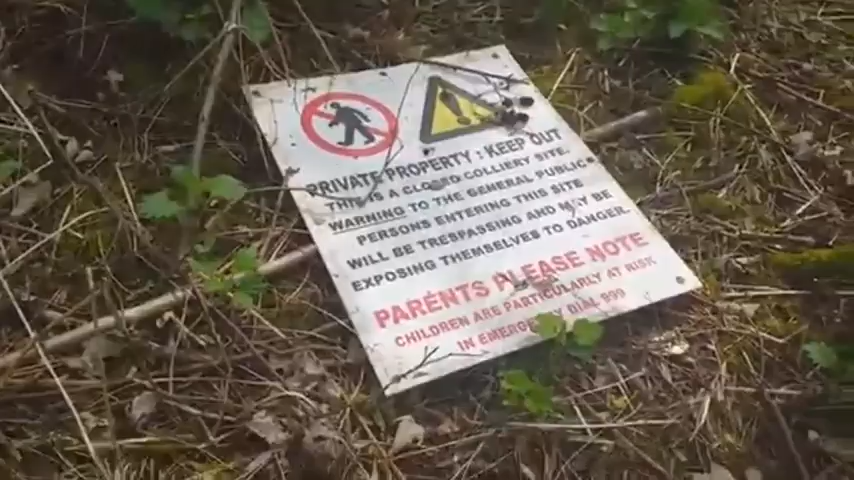 PRIVATE PROPERTY : KEEP OUT
THIS IS A CLOSED COLLIERY SITE.
WARNING TO THE GENERAL PUBLIC
PERSONS ENTERING THIS SITE
WILL BE TRESPASSING AND MAY BE
EXPOSING THEMSELVES TO DANGER.
PARENTS PLEASE NOTE
CHILDREN ARE PARTICULARLY AT RISK
IN EMERGENCY DIAL 999